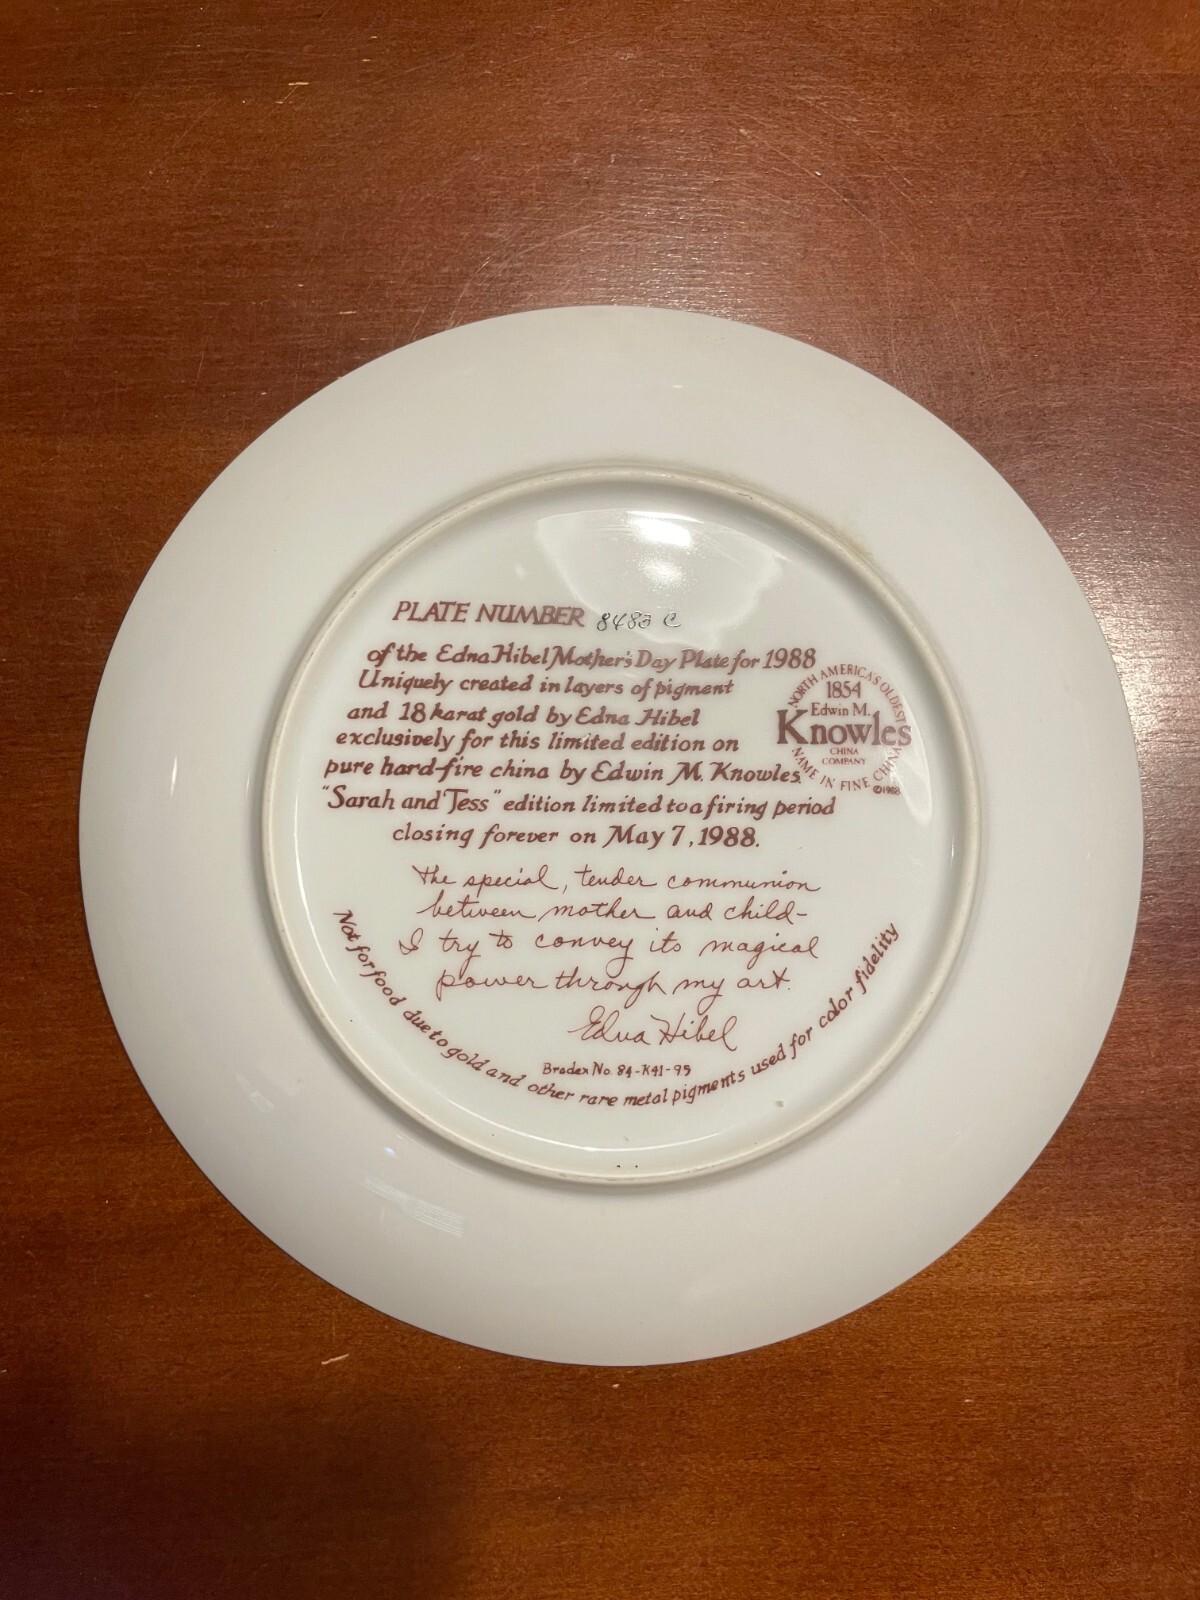 PLATE NUMBER 8483 C
of the Edna Hibel Mother's Day Plate for 1988
Uniquely created in layers of pigment
and 18 karat gold by Edna Hibel
exclusively for this limited edition on
pure hard-fire china by Edwin M. Knowles.
"Sarah and Tess" edition limited to a firing period
closing forever on May 7, 1988.
NORTH AMERICA'S OLDEST
1854
Edwin M.
Knowles
CHINA
COMPANY
NAME IN FINE CHINA
©1988
The special, tender communion
between mother and child-
I try to convey its magical
power through my art.
Edna Hibel
Bradex No. 84-K41-95
Not for food due to gold and other rare metal pigments used for color fidelity